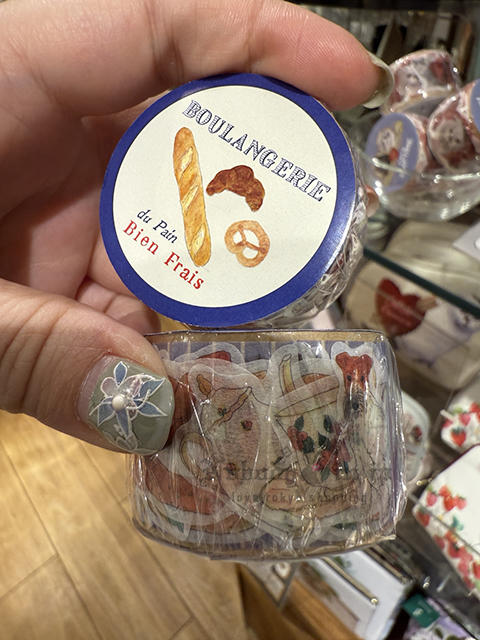 BOULANGERIE
du Pain
Bien Frais